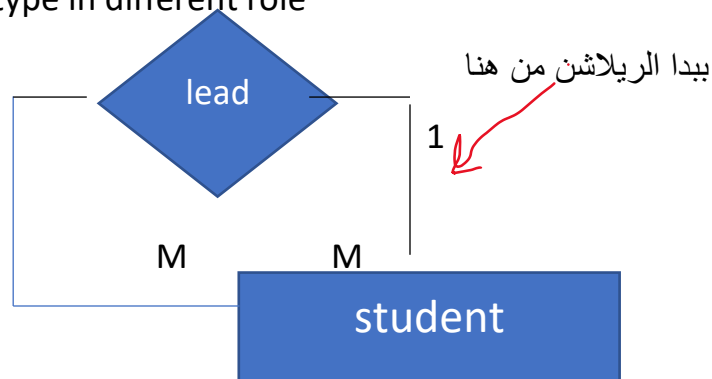 type in different role
lead
ببدا الريلاشن من هنا
1
M M
student